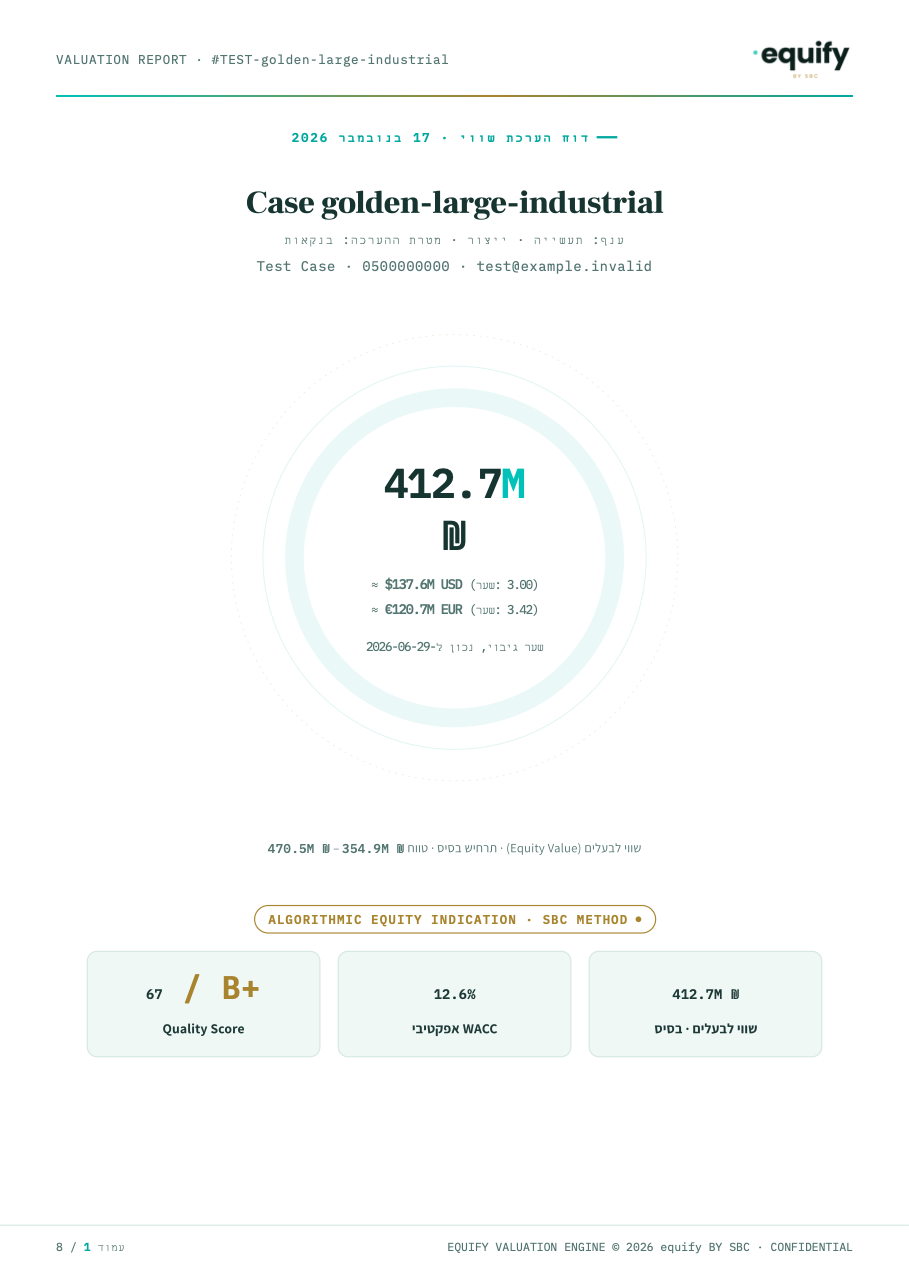 VALUATION REPORT · #TEST-golden-large-industrial
equify
BY SBC
דוח הערכת שווי · 17 בנובמבר 2026
Case golden-large-industrial
ענף: תעשייה · ייצור · מטרת ההערכה: בנקאות
Test Case · 0500000000 · test@example.invalid
412.7M
₪
≈ $137.6M USD (שער: 3.00)
≈ €120.7M EUR (שער: 3.42)
שער גיבוי, נכון ל-2026-06-29
שווי לבעלים (Equity Value) · תרחיש בסיס · טווח ₪ 354.9M – ₪ 470.5M
ALGORITHMIC EQUITY INDICATION · SBC METHOD
67 / B+
Quality Score
12.6%
WACC אפקטיבי
412.7M ₪
שווי לבעלים · בסיס
עמוד 1 / 8
EQUIFY VALUATION ENGINE © 2026 equify BY SBC · CONFIDENTIAL